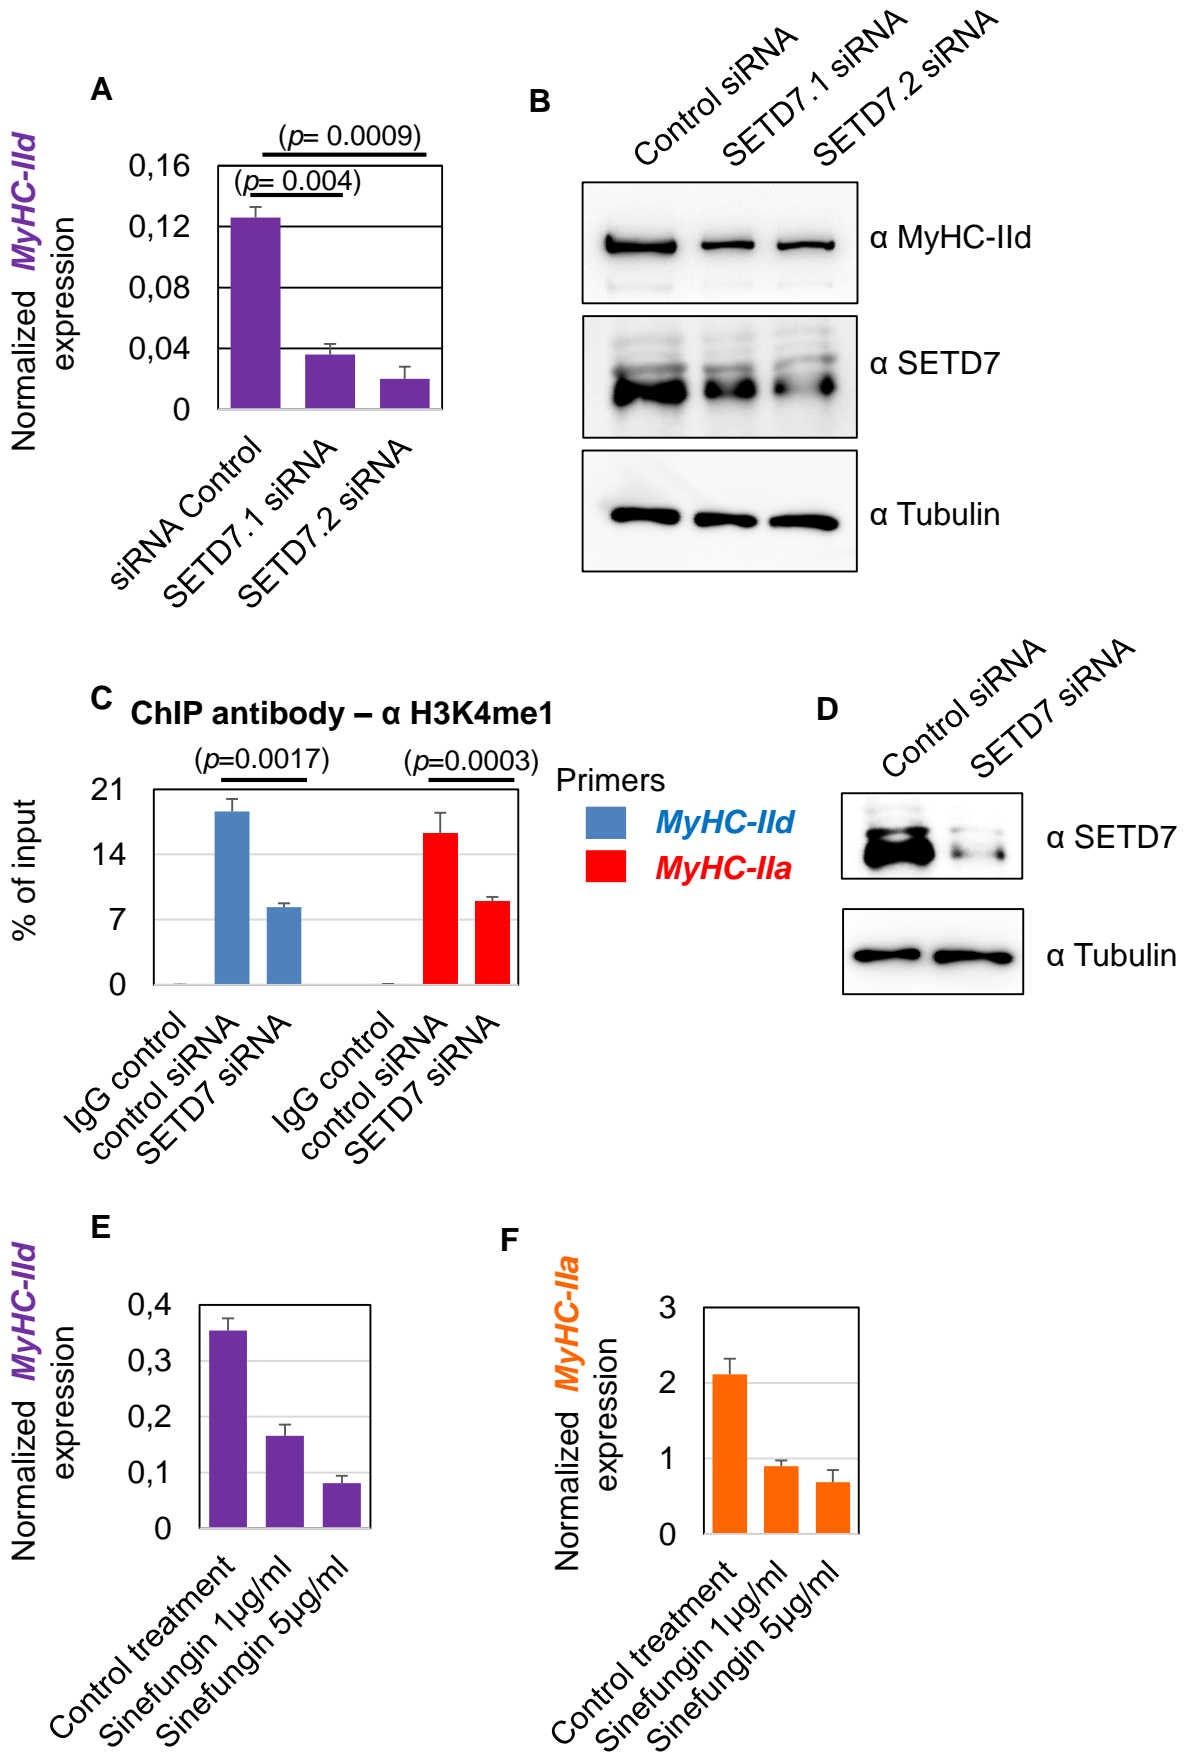 A
(p= 0.0009)
(p= 0.004)
0,16
0,12
0,08
0,04
0
Normalized MyHC-IId
expression
siRNA Control
SETD7.1 siRNA
SETD7.2 siRNA
B
Control siRNA
SETD7.1 siRNA
SETD7.2 siRNA
α MyHC-IId
α SETD7
α Tubulin
C
ChIP antibody – α H3K4me1
(p=0.0017)
(p=0.0003)
21
14
7
0
% of input
IgG control
control siRNA
SETD7 siRNA
IgG control
control siRNA
SETD7 siRNA
Primers
MyHC-IId
MyHC-IIa
D
Control siRNA
SETD7 siRNA
α SETD7
α Tubulin
E
Normalized MyHC-IId
expression
0,4
0,3
0,2
0,1
0
Control treatment
Sinefungin 1µg/ml
Sinefungin 5µg/ml
F
Normalized MyHC-IIa
expression
3
2
1
0
Control treatment
Sinefungin 1µg/ml
Sinefungin 5µg/ml